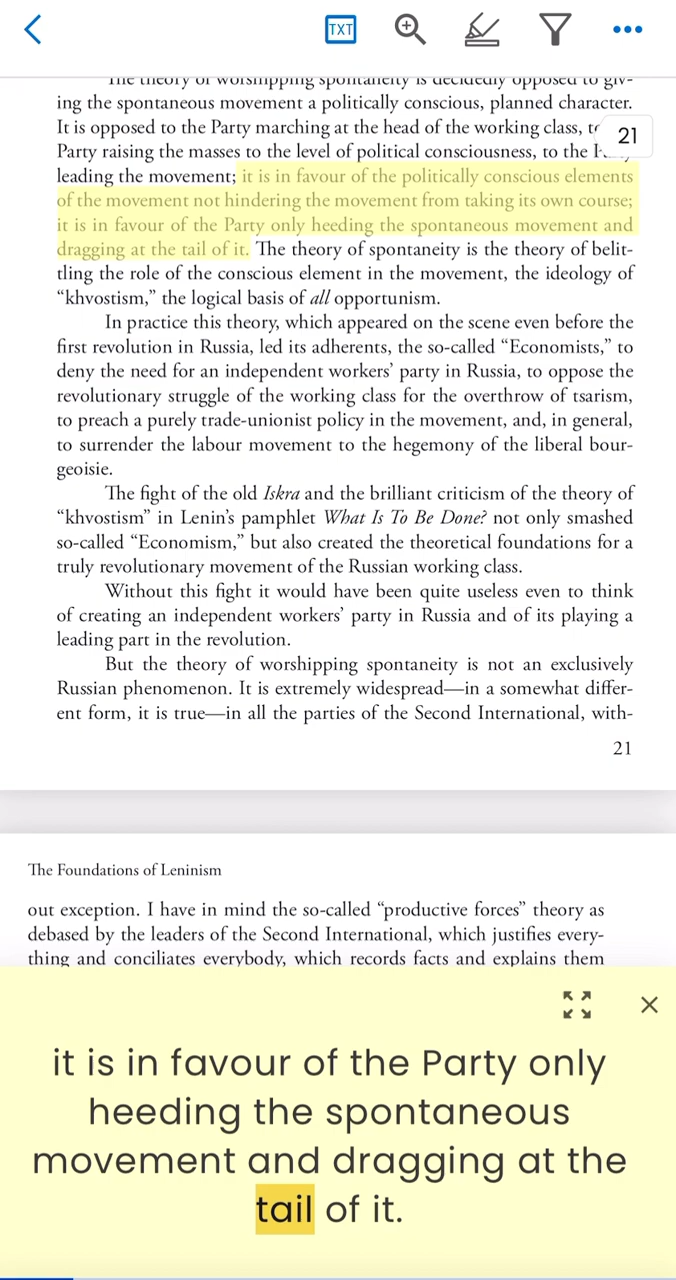 TXT
The theory of worshipping spontaneity is decidedly opposed to giv-
ing the spontaneous movement a politically conscious, planned character.
It is opposed to the Party marching at the head of the working class,
21
Party raising the masses to the level of political consciousness, to the
leading the movement; it is in favour of the politically conscious elements
of the movement not hindering the movement from taking its own course;
it is in favour of the Party only heeding the spontaneous movement and
dragging at the tail of it. The theory of spontaneity is the theory of belit-
tling the role of the conscious element in the movement, the ideology of
“khvostism,” the logical basis of all opportunism.
In practice this theory, which appeared on the scene even before the
first revolution in Russia, led its adherents, the so-called “Economists,” to
deny the need for an independent workers’ party in Russia, to oppose the
revolutionary struggle of the working class for the overthrow of tsarism,
to preach a purely trade-unionist policy in the movement, and, in general,
to surrender the labour movement to the hegemony of the liberal bour-
geoisie.
The fight of the old Iskra and the brilliant criticism of the theory of
“khvostism” in Lenin’s pamphlet What Is To Be Done? not only smashed
so-called “Economism,” but also created the theoretical foundations for a
truly revolutionary movement of the Russian working class.
Without this fight it would have been quite useless even to think
of creating an independent workers’ party in Russia and of its playing a
leading part in the revolution.
But the theory of worshipping spontaneity is not an exclusively
Russian phenomenon. It is extremely widespread—in a somewhat differ-
ent form, it is true—in all the parties of the Second International, with-
21
The Foundations of Leninism
out exception. I have in mind the so-called “productive forces” theory as
debased by the leaders of the Second International, which justifies every-
thing and conciliates everybody, which records facts and explains them
it is in favour of the Party only
heeding the spontaneous
movement and dragging at the
tail of it.